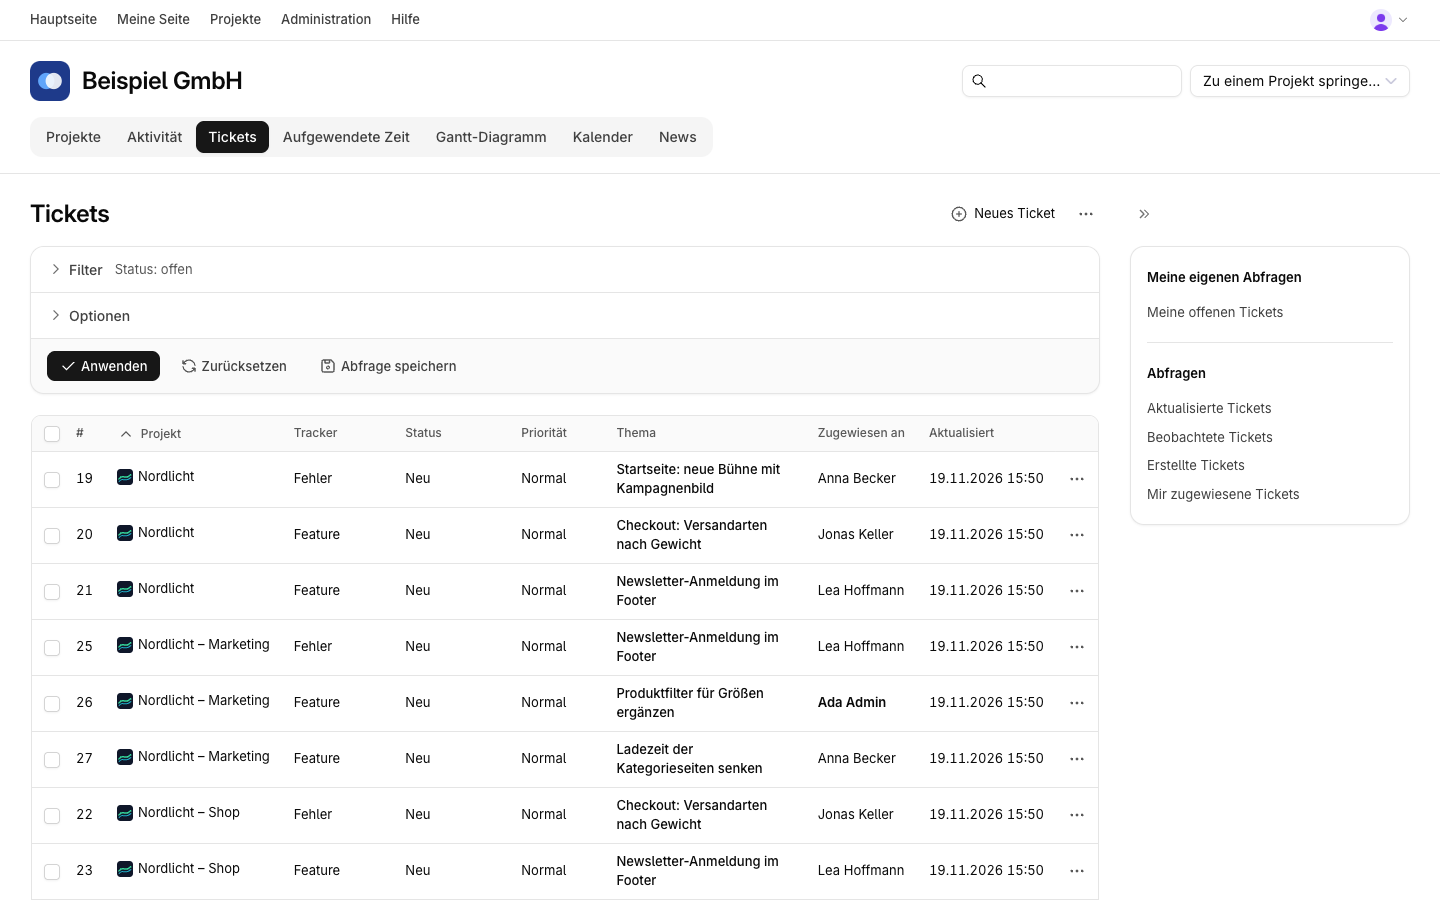 Hauptseite Meine Seite Projekte Administration Hilfe
Beispiel GmbH
Zu einem Projekt springe...
Projekte Aktivität Tickets Aufgewendete Zeit Gantt-Diagramm Kalender News
Tickets
Neues Ticket
Filter Status: offen
Optionen
Anwenden Zurücksetzen Abfrage speichern
# Projekt Tracker Status Priorität Thema Zugewiesen an Aktualisiert
19 Nordlicht Fehler Neu Normal Startseite: neue Bühne mit Kampagnenbild Anna Becker 19.11.2026 15:50
20 Nordlicht Feature Neu Normal Checkout: Versandarten nach Gewicht Jonas Keller 19.11.2026 15:50
21 Nordlicht Feature Neu Normal Newsletter-Anmeldung im Footer Lea Hoffmann 19.11.2026 15:50
25 Nordlicht – Marketing Fehler Neu Normal Newsletter-Anmeldung im Footer Lea Hoffmann 19.11.2026 15:50
26 Nordlicht – Marketing Feature Neu Normal Produktfilter für Größen ergänzen Ada Admin 19.11.2026 15:50
27 Nordlicht – Marketing Feature Neu Normal Ladezeit der Kategorieseiten senken Anna Becker 19.11.2026 15:50
22 Nordlicht – Shop Fehler Neu Normal Checkout: Versandarten nach Gewicht Jonas Keller 19.11.2026 15:50
23 Nordlicht – Shop Feature Neu Normal Newsletter-Anmeldung im Footer Lea Hoffmann 19.11.2026 15:50
Meine eigenen Abfragen
Meine offenen Tickets
Abfragen
Aktualisierte Tickets
Beobachtete Tickets
Erstellte Tickets
Mir zugewiesene Tickets